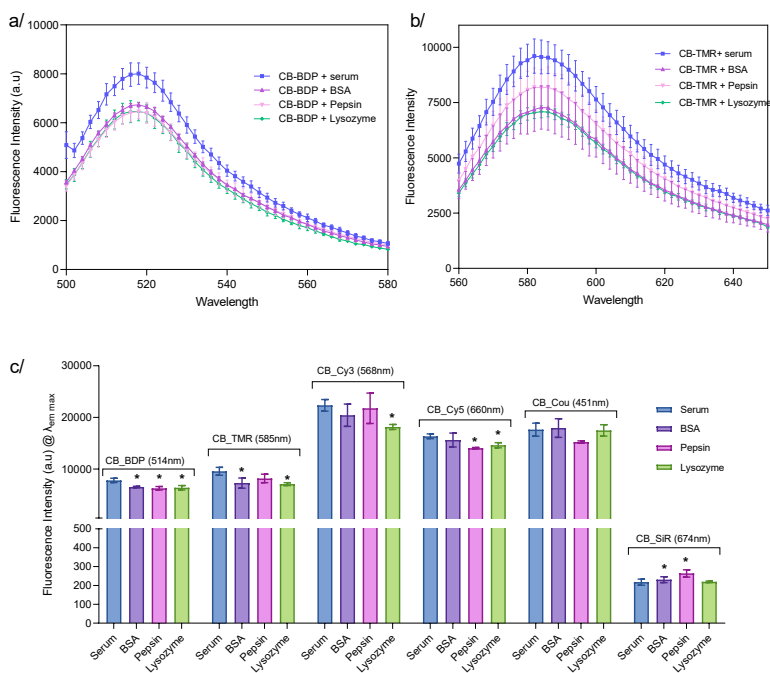 a/
10000
8000
6000
4000
2000
0
Fluorescence Intensity (a.u)
500
520
540
560
580
Wavelength
CB-BDP + serum
CB-BDP + BSA
CB-BDP + Pepsin
CB-BDP + Lysozyme
b/
10000
7500
5000
2500
0
Fluorescence Intensity
560
580
600
620
640
Wavelength
CB-TMR+ serum
CB-TMR + BSA
CB-TMR + Pepsin
CB-TMR + Lysozyme
c/
30000
20000
10000
500
400
300
200
100
0
Fluorescence Intensity (a.u) @ λem max
CB_BDP (514nm)
* * *
CB_TMR (585nm)
* *
CB_Cy3 (568nm)
*
CB_Cy5 (660nm)
* *
CB_Cou (451nm)
CB_SiR (674nm)
* *
Serum
BSA
Pepsin
Lysozyme
Serum
BSA
Pepsin
Lysozyme
Serum
BSA
Pepsin
Lysozyme
Serum
BSA
Pepsin
Lysozyme
Serum
BSA
Pepsin
Lysozyme
Serum
BSA
Pepsin
Lysozyme
Serum
BSA
Pepsin
Lysozyme